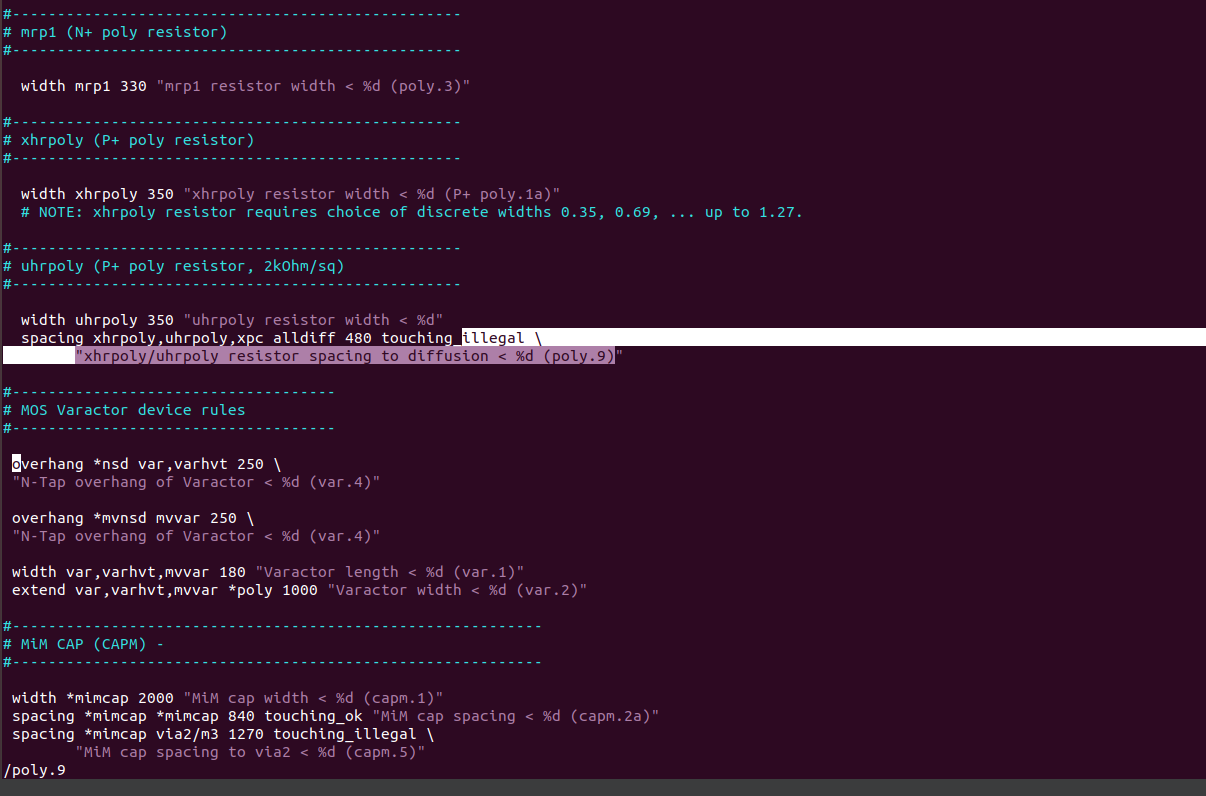 #--------------------------------------------------
# mrp1 (N+ poly resistor)
#--------------------------------------------------
width mrp1 330 "mrp1 resistor width < %d (poly.3)"
#--------------------------------------------------
# xhrpoly (P+ poly resistor)
#--------------------------------------------------
width xhrpoly 350 "xhrpoly resistor width < %d (P+ poly.1a)"
# NOTE: xhrpoly resistor requires choice of discrete widths 0.35, 0.69, ... up to 1.27.
#--------------------------------------------------
# uhrpoly (P+ poly resistor, 2kOhm/sq)
#--------------------------------------------------
width uhrpoly 350 "uhrpoly resistor width < %d"
spacing xhrpoly,uhrpoly,xpc alldiff 480 touching_illegal \
"xhrpoly/uhrpoly resistor spacing to diffusion < %d (poly.9)"
#------------------------------------
# MOS Varactor device rules
#------------------------------------
overhang *nsd var,varhvt 250 \
"N-Tap overhang of Varactor < %d (var.4)"
overhang *mvnsd mvvar 250 \
"N-Tap overhang of Varactor < %d (var.4)"
width var,varhvt,mvvar 180 "Varactor length < %d (var.1)"
extend var,varhvt,mvvar *poly 1000 "Varactor width < %d (var.2)"
#-----------------------------------------------------------
# MiM CAP (CAPM) -
#-----------------------------------------------------------
width *mimcap 2000 "MiM cap width < %d (capm.1)"
spacing *mimcap *mimcap 840 touching_ok "MiM cap spacing < %d (capm.2a)"
spacing *mimcap via2/m3 1270 touching_illegal \
"MiM cap spacing to via2 < %d (capm.5)"
/poly.9